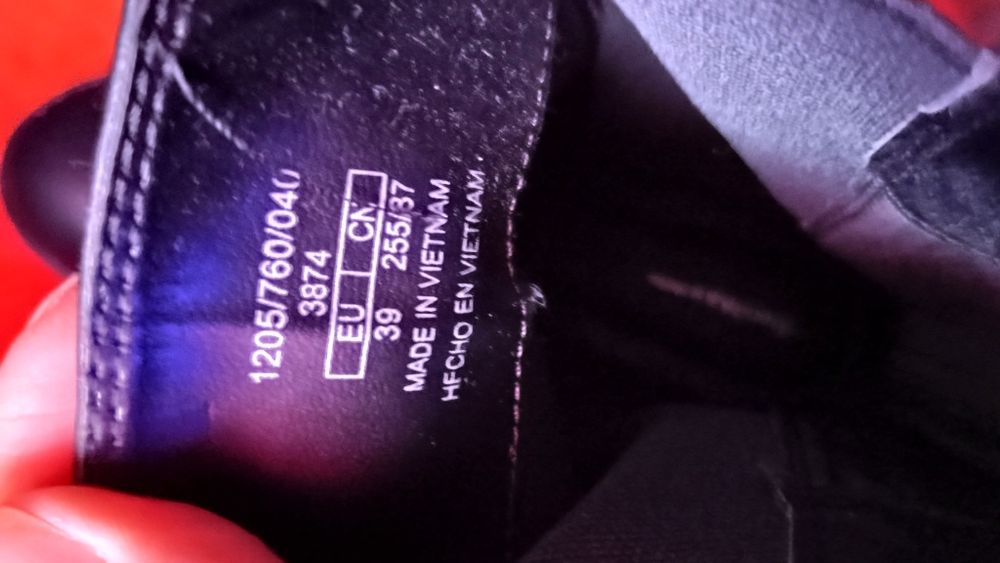 1205/760/040
3874
EU CN
39 255/37
MADE IN VIETNAM
HECHO EN VIETNAM